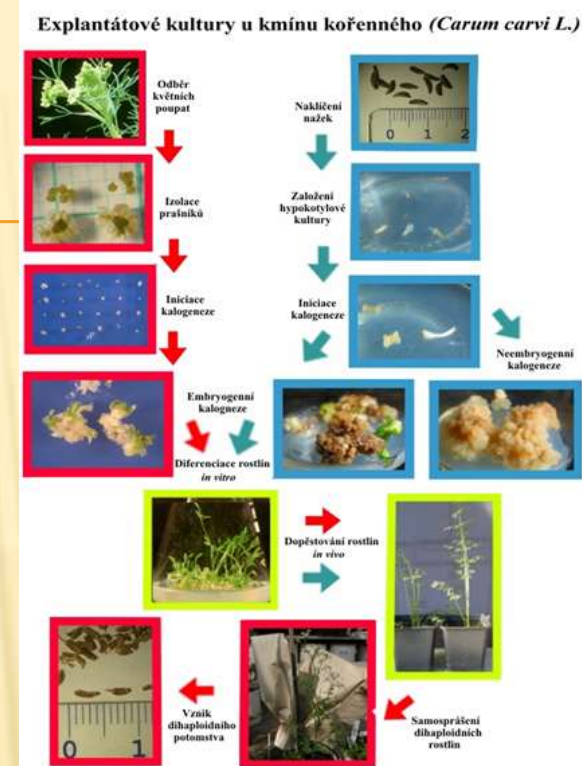 Explantátové kultury u kmínu kořenného (Carum carvi L.)
Odběr
květních
poupat
Izolace
prašníků
Iniciace
kalogeneze
Naklíčení
nažek
0 1 2
Založení
hypokotylové
kultury
Iniciace
kalogeneze
Neembryogenní
kalogeneze
Embryogenní
kalogneze
Diferenciace rostlin
in vitro
Dopěstování rostlin
in vivo
Samosprášení
dihaploidních
rostlin
Vznik
dihaploidního
potomstva
0 1